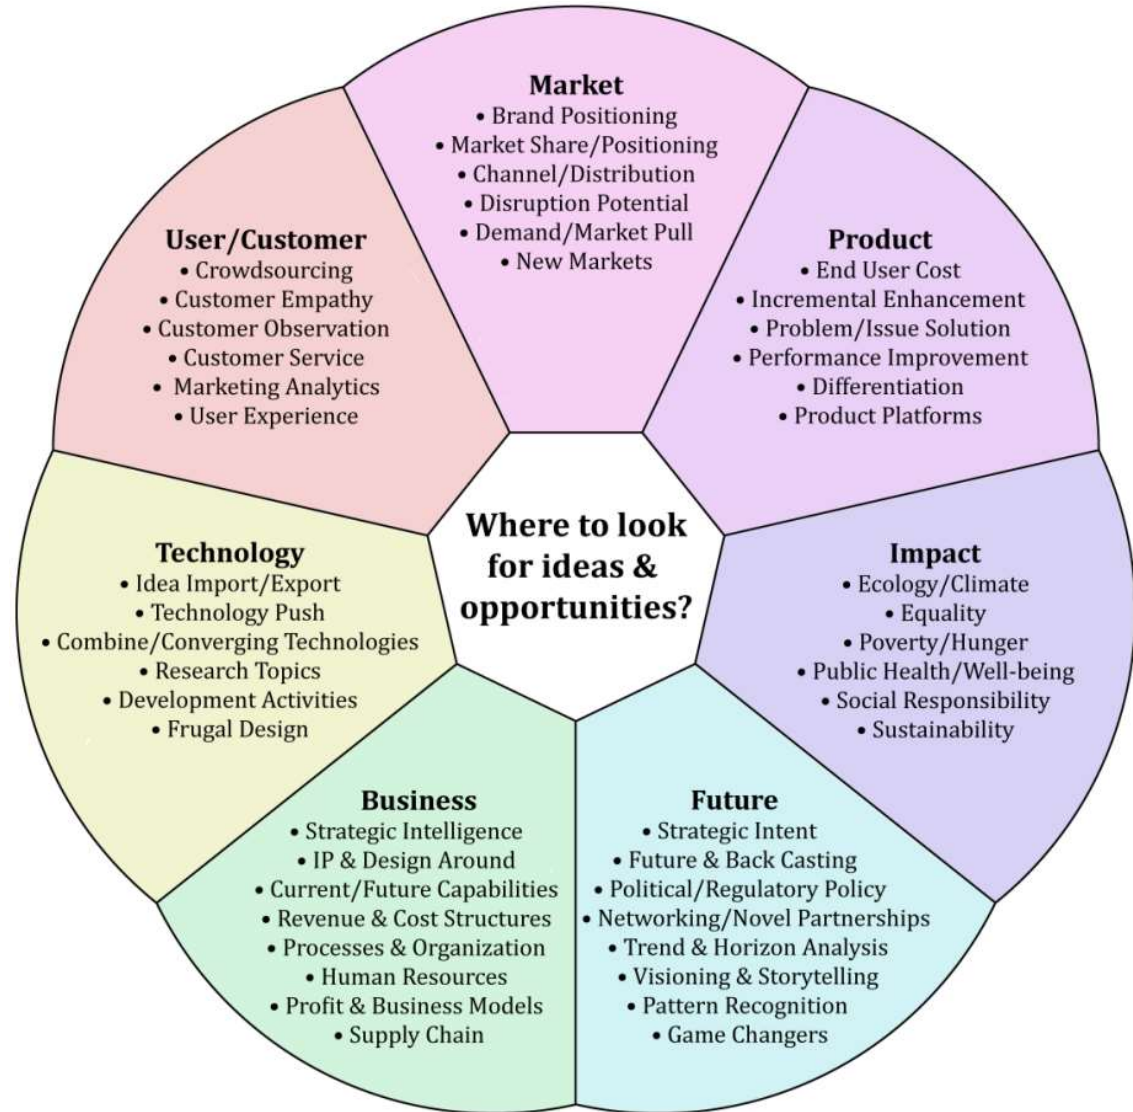 Market
• Brand Positioning
• Market Share/Positioning
• Channel/Distribution
• Disruption Potential
• Demand/Market Pull
• New Markets
Product
• End User Cost
• Incremental Enhancement
• Problem/Issue Solution
• Performance Improvement
• Differentiation
• Product Platforms
Impact
• Ecology/Climate
• Equality
• Poverty/Hunger
• Public Health/Well-being
• Social Responsibility
• Sustainability
Future
• Strategic Intent
• Future & Back Casting
• Political/Regulatory Policy
• Networking/Novel Partnerships
• Trend & Horizon Analysis
• Visioning & Storytelling
• Pattern Recognition
• Game Changers
Business
• Strategic Intelligence
• IP & Design Around
• Current/Future Capabilities
• Revenue & Cost Structures
• Processes & Organization
• Human Resources
• Profit & Business Models
• Supply Chain
Technology
• Idea Import/Export
• Technology Push
• Combine/Converging Technologies
• Research Topics
• Development Activities
• Frugal Design
User/Customer
• Crowdsourcing
• Customer Empathy
• Customer Observation
• Customer Service
• Marketing Analytics
• User Experience
Where to look
for ideas &
opportunities?